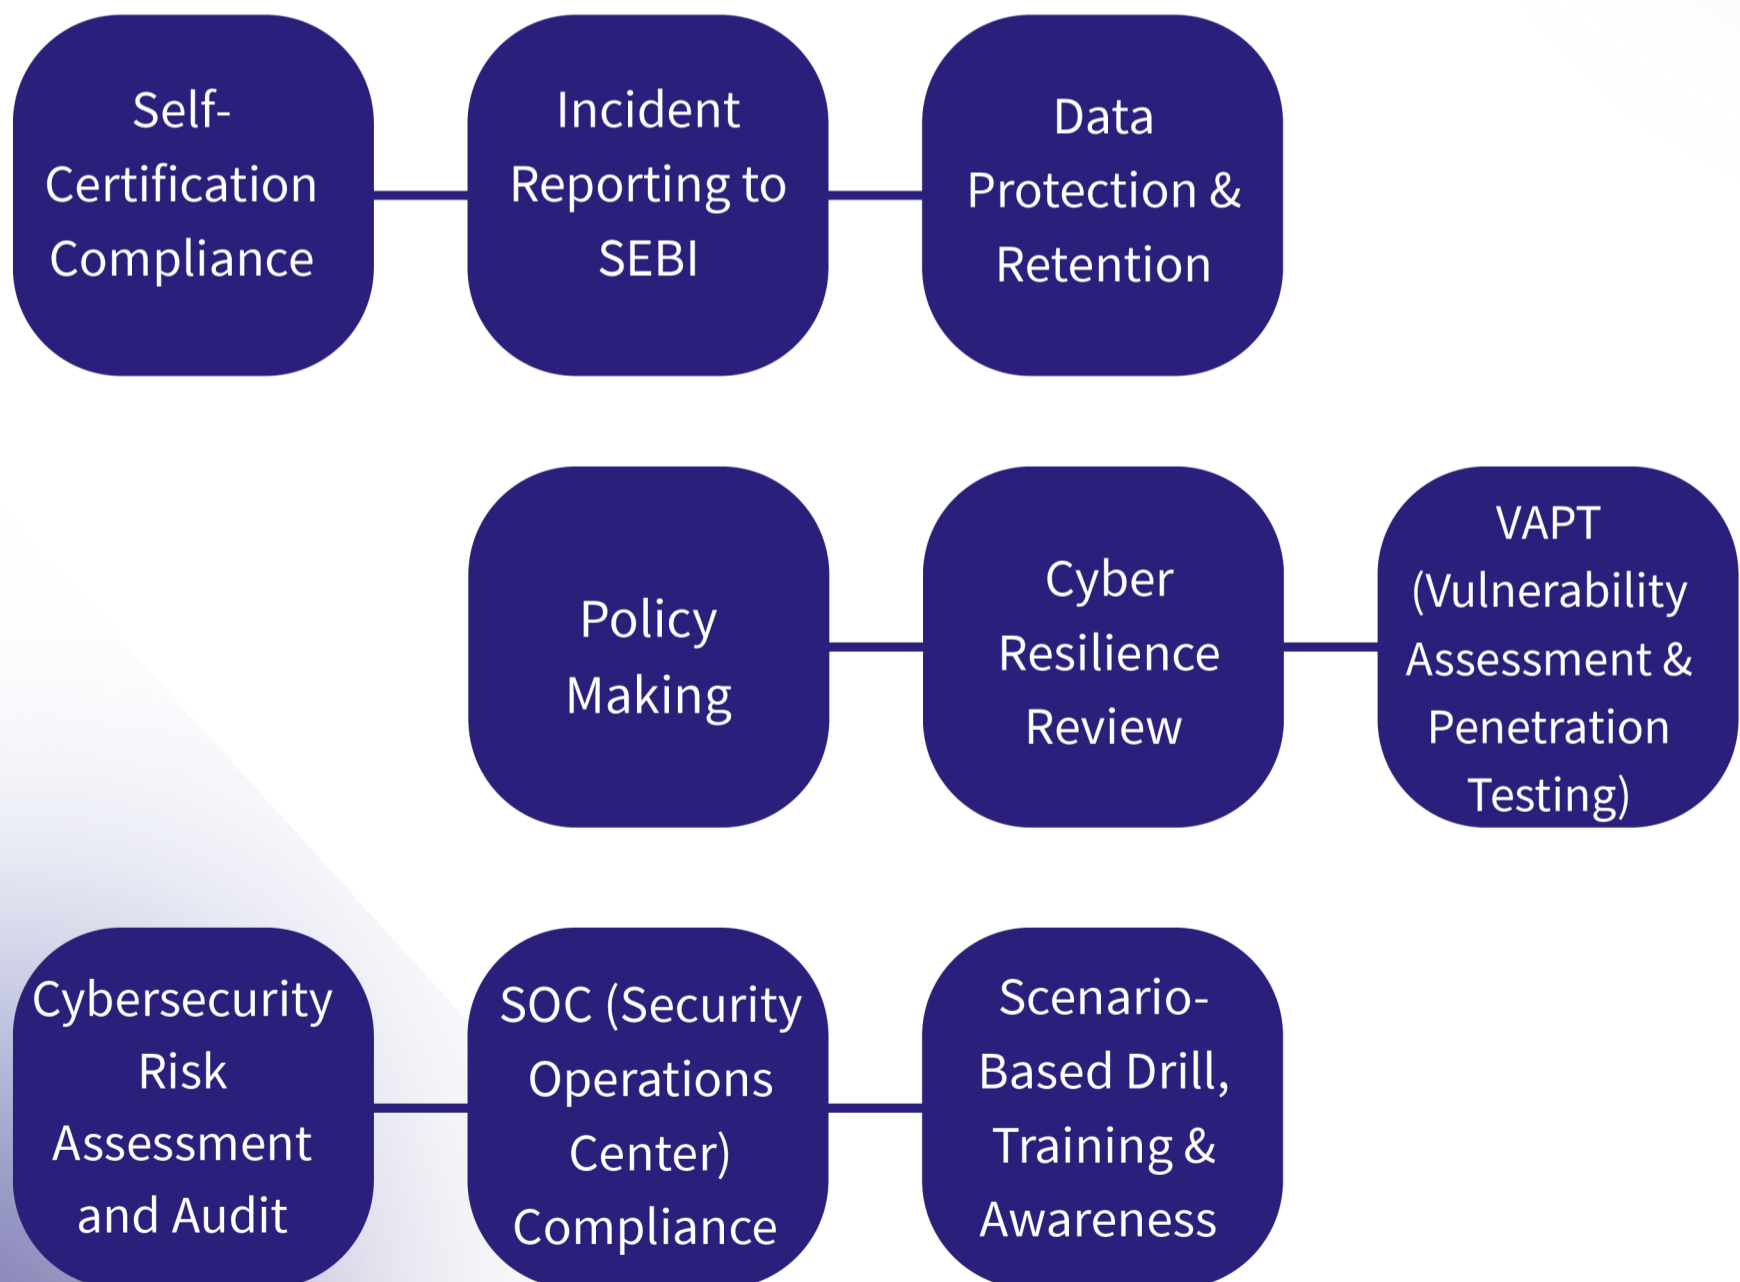 Self-
Certification
Compliance
Incident
Reporting to
SEBI
Data
Protection &
Retention
Policy
Making
Cyber
Resilience
Review
VAPT
(Vulnerability
Assessment &
Penetration
Testing)
Cybersecurity
Risk
Assessment
and Audit
SOC (Security
Operations
Center)
Compliance
Scenario-
Based Drill,
Training &
Awareness